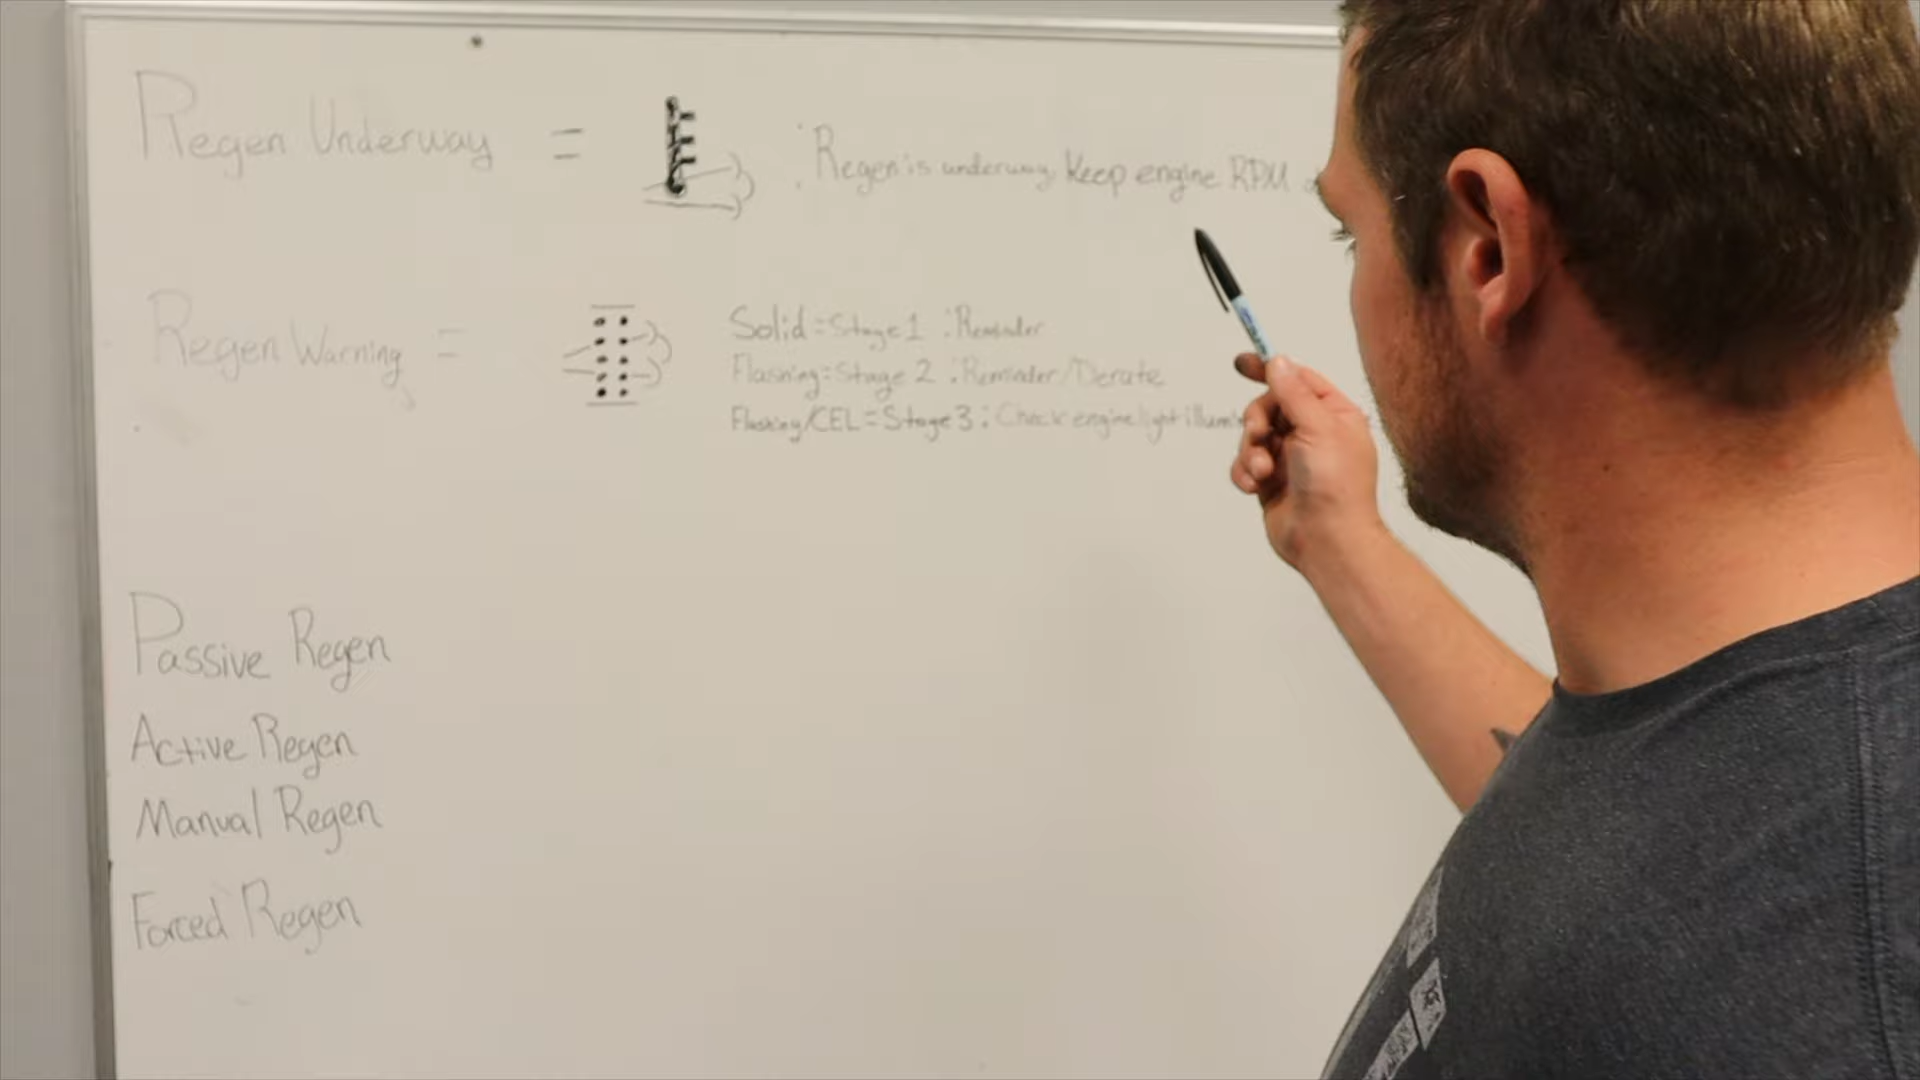 Regen Underway = : Regen is underway, Keep engine RPM
Regen Warning =
Solid = Stage 1 : Reminder
Flashing = Stage 2 : Reminder/Derate
Flashing/CEL = Stage 3 : Check engine light
Passive Regen
Active Regen
Manual Regen
Forced Regen